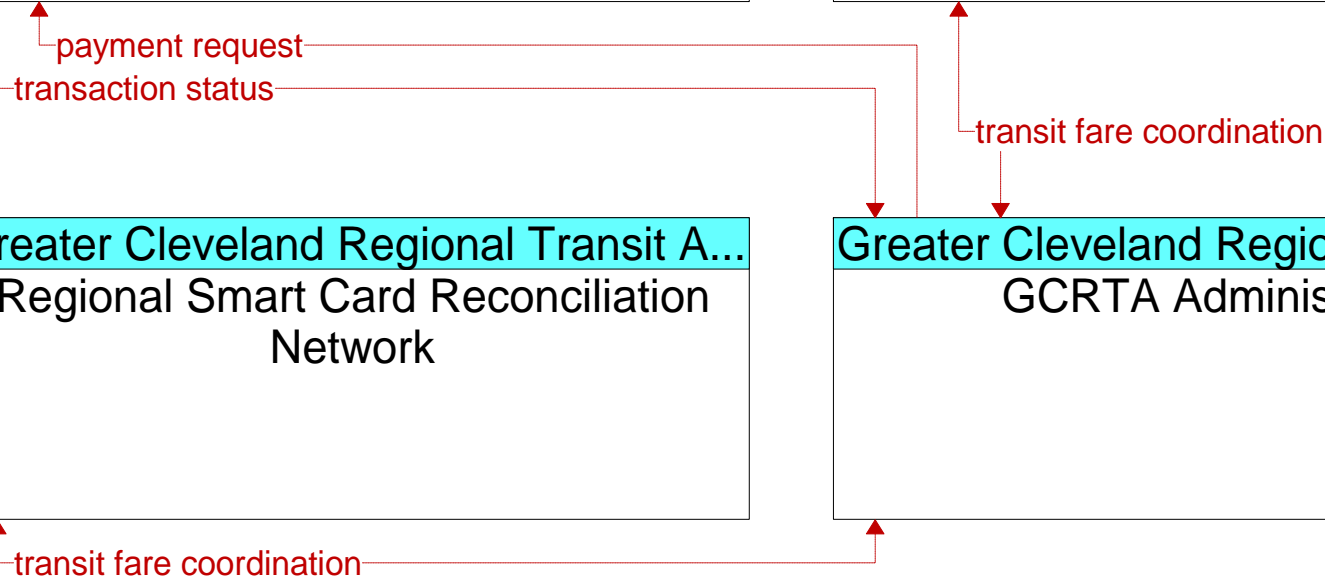 payment request
transaction status
transit fare coordination
reater Cleveland Regional Transit A...
Regional Smart Card Reconciliation
Network
Greater Cleveland Regio
GCRTA Adminis
transit fare coordination